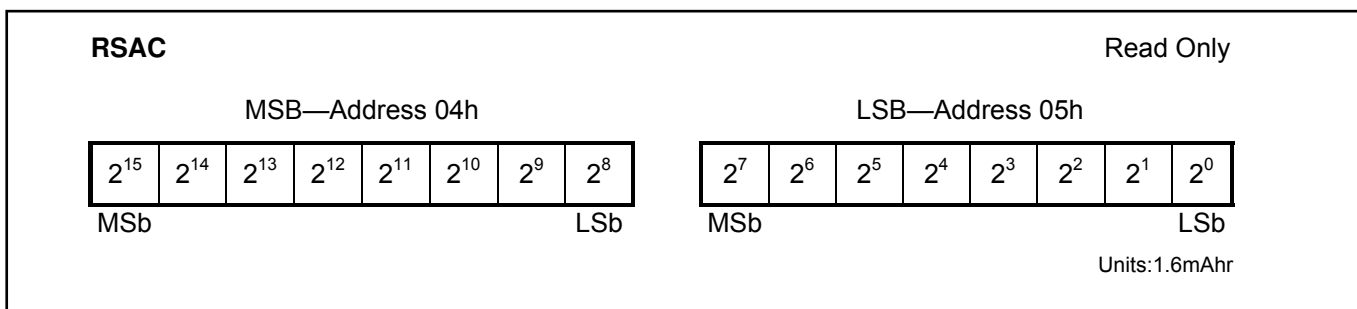 RSAC Read Only
MSB—Address 04h LSB—Address 05h
2¹⁵ 2¹⁴ 2¹³ 2¹² 2¹¹ 2¹⁰ 2⁹ 2⁸ 2⁷ 2⁶ 2⁵ 2⁴ 2³ 2² 2¹ 2⁰
MSb LSb MSb LSb
Units:1.6mAhr